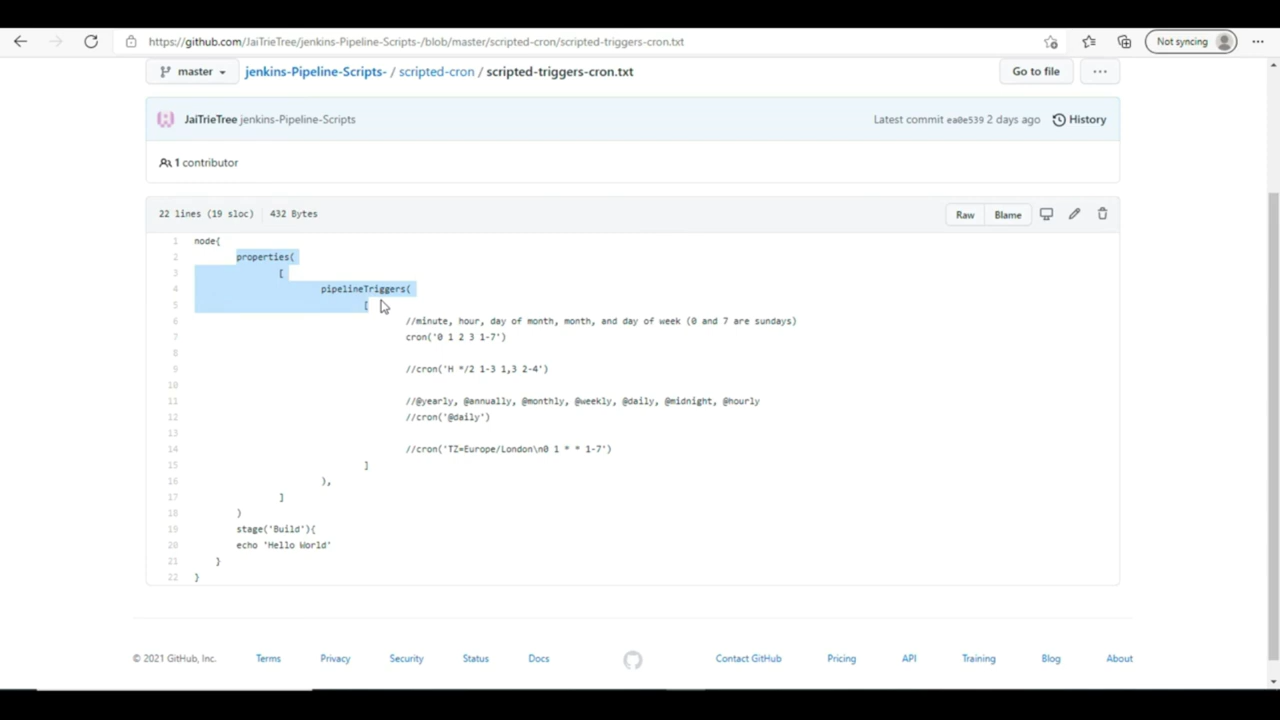 https://github.com/JaiTrieTree/jenkins-Pipeline-Scripts-/blob/master/scripted-cron/scripted-triggers-cron.txt
Not syncing
master
jenkins-Pipeline-Scripts- / scripted-cron / scripted-triggers-cron.txt
Go to file
JaiTrieTree jenkins-Pipeline-Scripts
Latest commit ea0e539 2 days ago
History
1 contributor
22 lines (19 sloc) 432 Bytes
Raw
Blame
1 node{
2 properties(
3 [
4 pipelineTriggers(
5 [
6 //minute, hour, day of month, month, and day of week (0 and 7 are sundays)
7 cron('0 1 2 3 1-7')
8
9 //cron('H */2 1-3 1,3 2-4')
10
11 //@yearly, @annually, @monthly, @weekly, @daily, @midnight, @hourly
12 //cron('@daily')
13
14 //cron('TZ=Europe/London\n0 1 * * 1-7')
15 ]
16 ),
17 ]
18 )
19 stage('Build'){
20 echo 'Hello World'
21 }
22 }
© 2021 GitHub, Inc.
Terms
Privacy
Security
Status
Docs
Contact GitHub
Pricing
API
Training
Blog
About